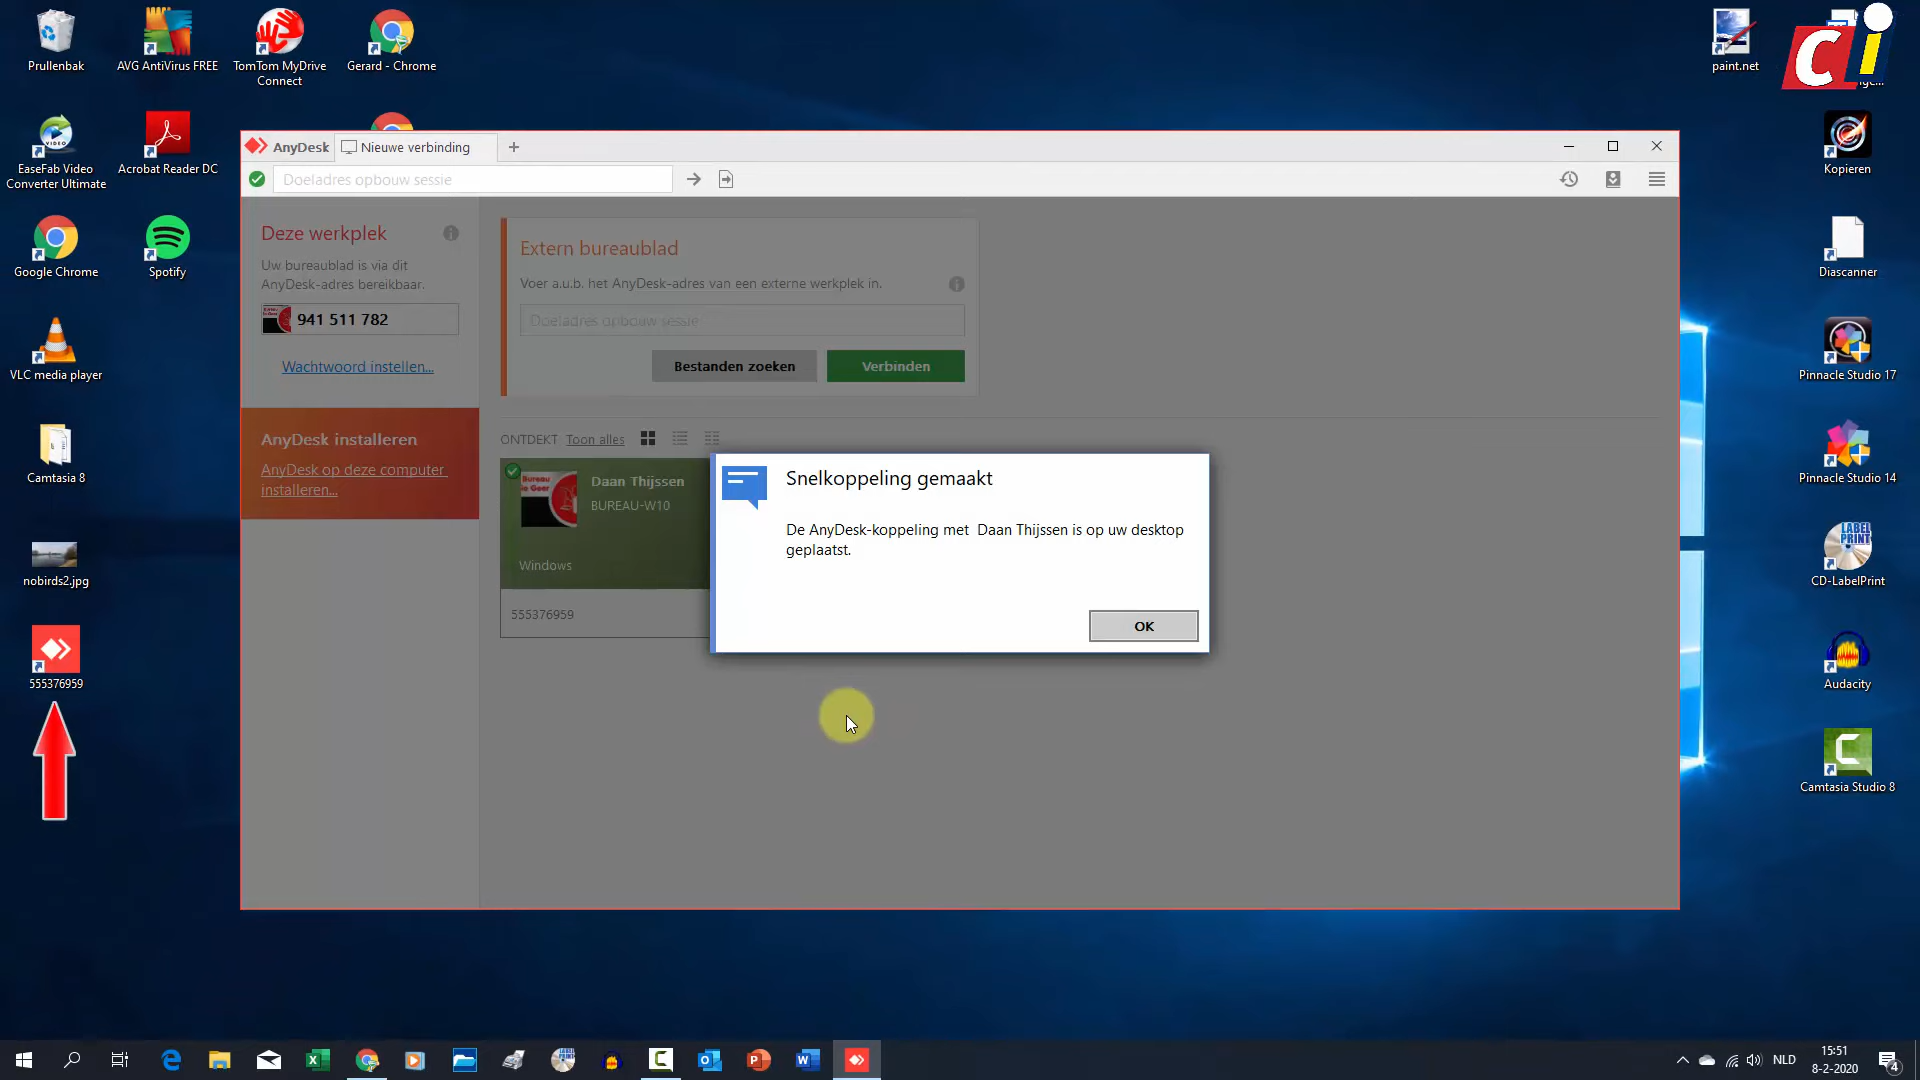 Prullenbak
AVG AntiVirus FREE
TomTom MyDrive
Connect
Gerard - Chrome
paint.net
Ci
EaseFab Video
Converter Ultimate
Acrobat Reader DC
Kopieren
AnyDesk
Nieuwe verbinding
Doeladres opbouw sessie
Google Chrome
Spotify
Diascanner
Deze werkplek
Uw bureaublad is via dit
AnyDesk-adres bereikbaar.
941 511 782
Wachtwoord instellen...
Extern bureaublad
Voer a.u.b. het AnyDesk-adres van een externe werkplek in.
Doeladres opbouw sessie
Bestanden zoeken
Verbinden
VLC media player
Pinnacle Studio 17
AnyDesk installeren
AnyDesk op deze computer
installeren...
ONTDEKT
Toon alles
Camtasia 8
Pinnacle Studio 14
Daan Thijssen
BUREAU-W10
Windows
555376959
Snelkoppeling gemaakt
De AnyDesk-koppeling met Daan Thijssen is op uw desktop
geplaatst.
OK
nobirds2.jpg
LABEL
PRINT
CD-LabelPrint
555376959
Audacity
Camtasia Studio 8
NLD
15:51
8-2-2020
4